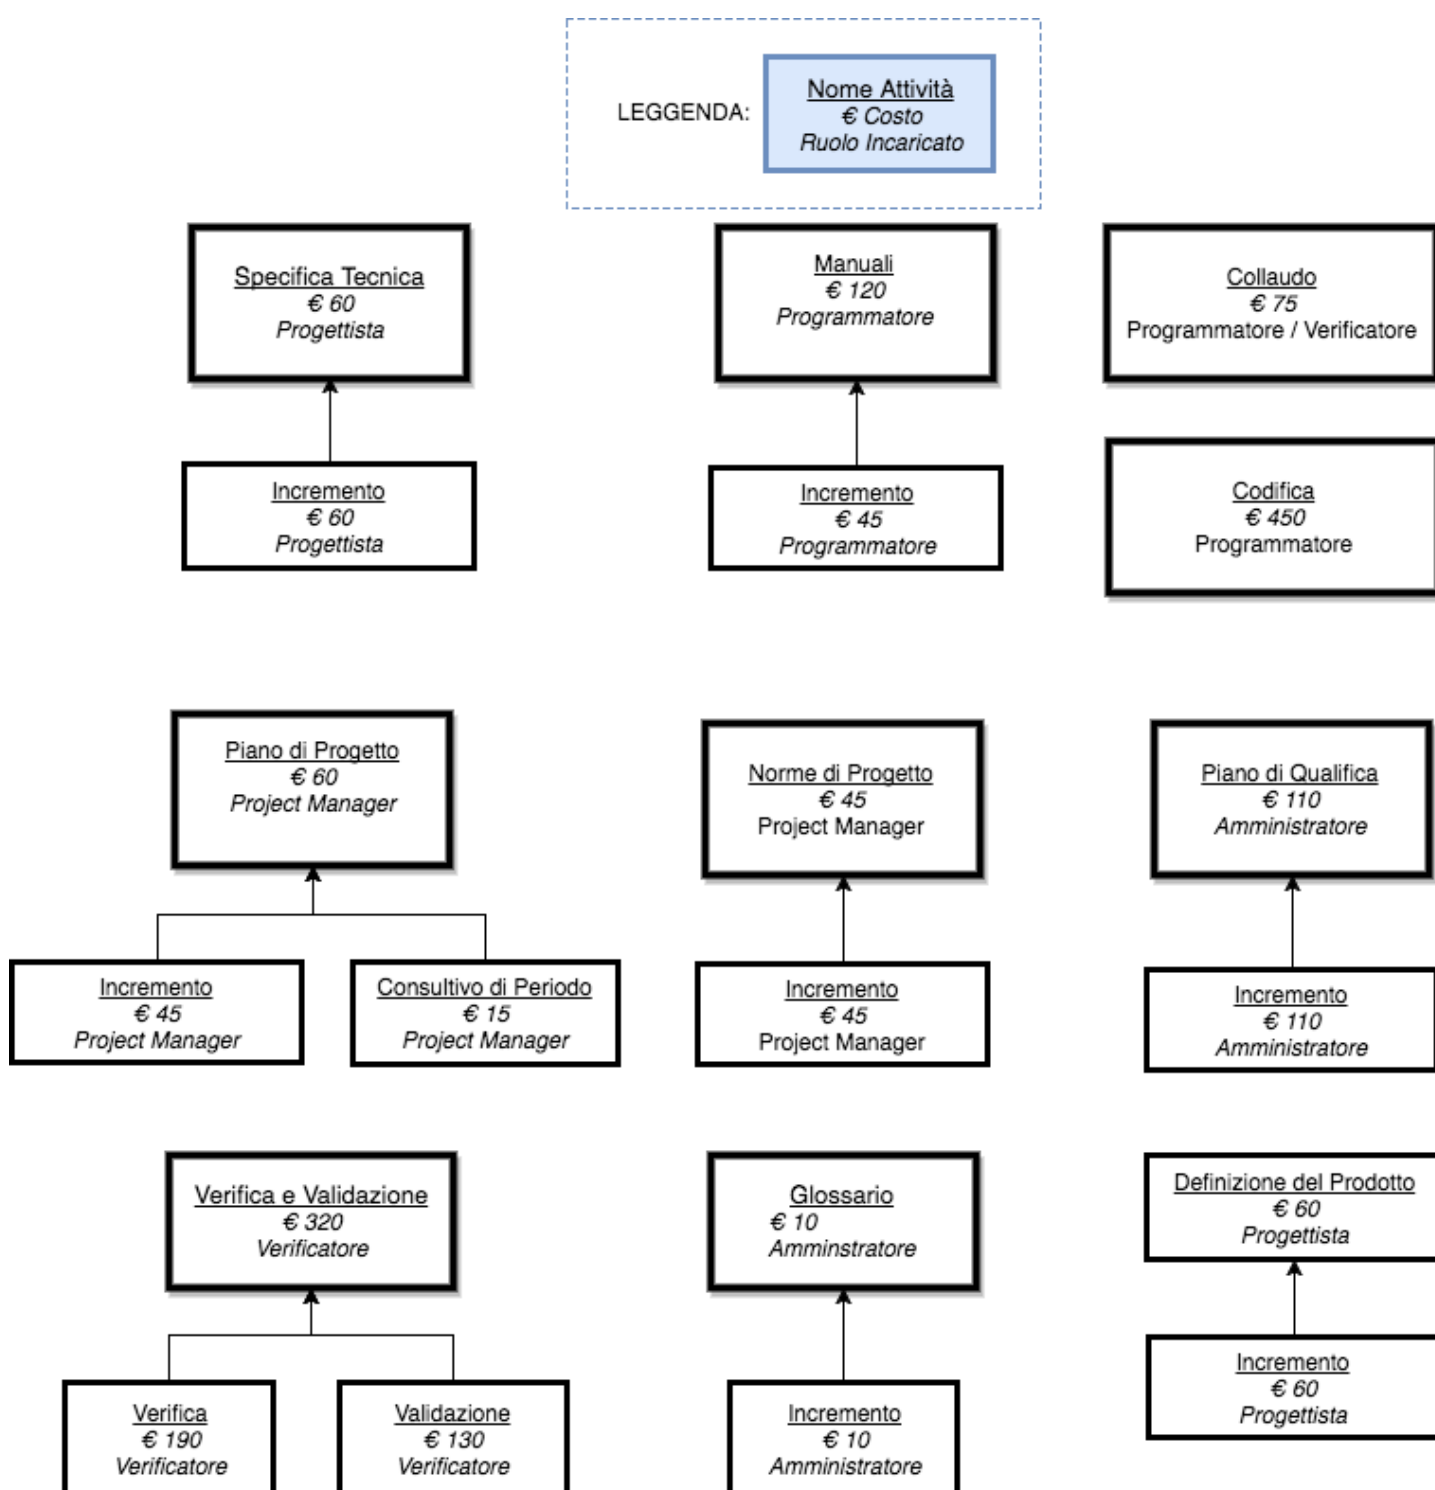 LEGGENDA:
Nome Attività
€ Costo
Ruolo Incaricato
Specifica Tecnica
€ 60
Progettista
Manuali
€ 120
Programmatore
Collaudo
€ 75
Programmatore / Verificatore
Incremento
€ 60
Progettista
Incremento
€ 45
Programmatore
Codifica
€ 450
Programmatore
Piano di Progetto
€ 60
Project Manager
Norme di Progetto
€ 45
Project Manager
Piano di Qualifica
€ 110
Amministratore
Incremento
€ 45
Project Manager
Consultivo di Periodo
€ 15
Project Manager
Incremento
€ 45
Project Manager
Incremento
€ 110
Amministratore
Verifica e Validazione
€ 320
Verificatore
Glossario
€ 10
Amminstratore
Definizione del Prodotto
€ 60
Progettista
Verifica
€ 190
Verificatore
Validazione
€ 130
Verificatore
Incremento
€ 10
Amministratore
Incremento
€ 60
Progettista